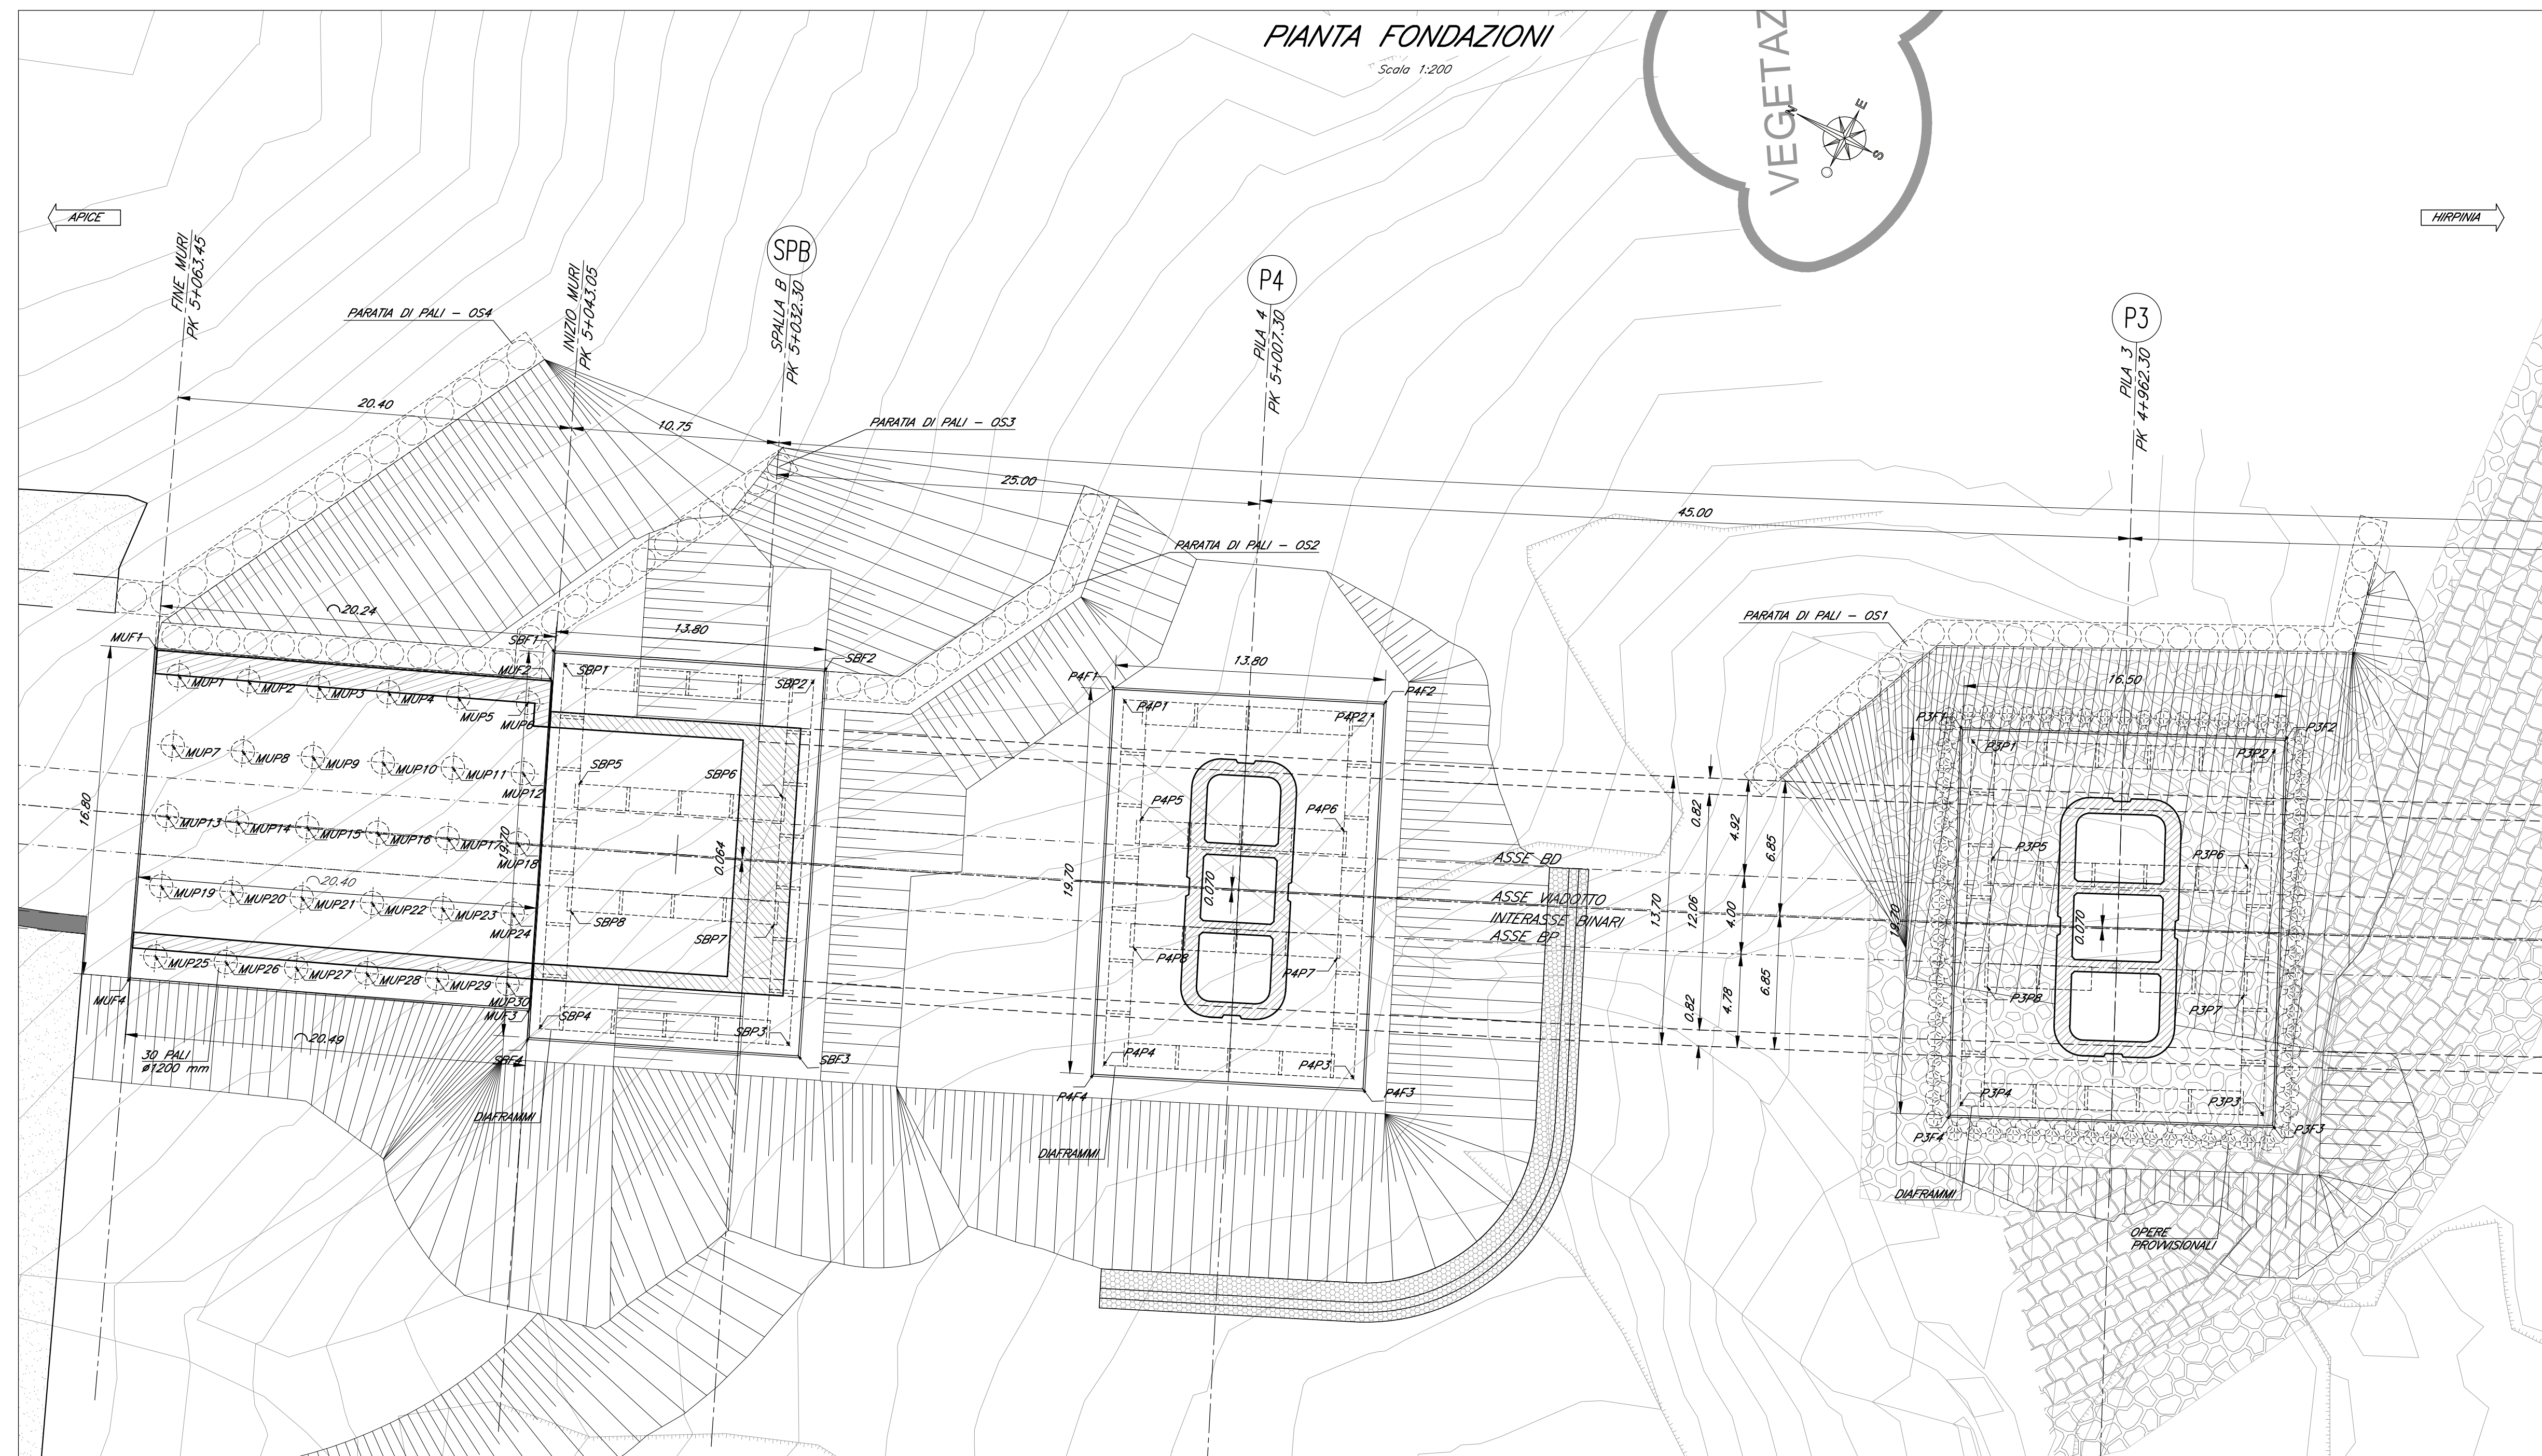 PIANTA FONDAZIONI
Scala 1:200
VEGETAZ
N
E
S
O
APICE
HIRPINIA
FINE MURI
PK 5+063.45
INIZIO MURI
PK 5+043.05
SPB
SPALLA B
PK 5+032.30
P4
PILA 4
PK 5+007.30
P3
PILA 3
PK 4+962.30
PARATIA DI PALI - OS4
PARATIA DI PALI - OS3
PARATIA DI PALI - OS2
PARATIA DI PALI - OS1
20.40
10.75
25.00
45.00
20.24
13.80
13.80
16.50
MUF1
MUF2
SBF1
SBF2
P4F1
P4F2
P3F1
P3F2
MUP1
MUP2
MUP3
MUP4
MUP5
MUP6
SBP1
SBP2
P4P1
P4P2
P3P1
P3P2
MUP7
MUP8
MUP9
MUP10
MUP11
MUP12
SBP5
SBP6
P4P5
P4P6
P3P5
P3P6
MUP13
MUP14
MUP15
MUP16
MUP17
MUP18
16.80
19.70
0.064
19.70
0.070
19.70
0.070
ASSE BD
ASSE VIADOTTO
INTERASSE BINARI
ASSE BP
13.70
0.82
12.06
0.82
4.92
4.00
4.78
6.85
6.85
20.40
MUP19
MUP20
MUP21
MUP22
MUP23
MUP24
SBP8
SBP7
P4P8
P4P7
P3P8
P3P7
MUP25
MUP26
MUP27
MUP28
MUP29
MUP30
MUF4
MUF3
SBP4
SBP3
P4P4
P4P3
P3P4
P3P3
20.49
SBF4
SBF3
P4F4
P4F3
P3F4
P3F3
30 PALI
ø1200 mm
DIAFRAMMI
DIAFRAMMI
DIAFRAMMI
OPERE
PROVVISIONALI